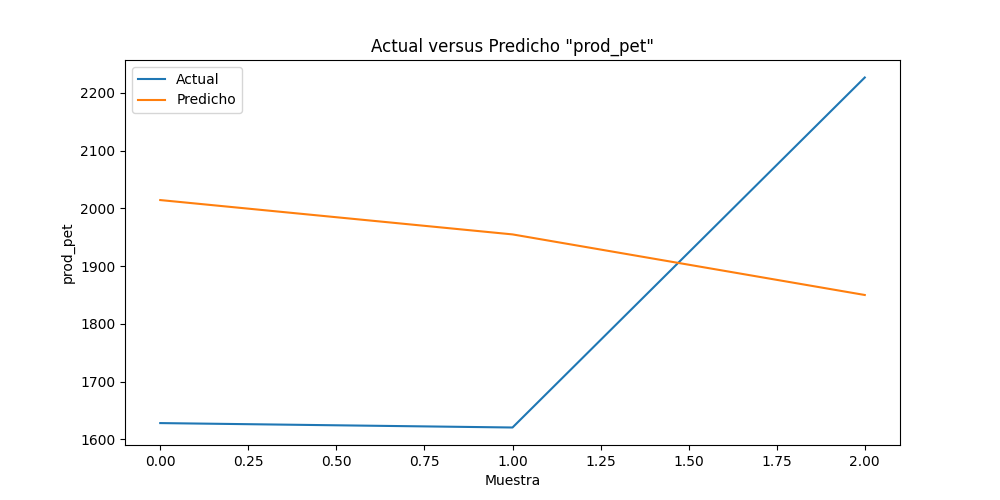 Actual versus Predicho "prod_pet"
Actual
Predicho
2200
2100
2000
1900
1800
1700
1600
prod_pet
0.00 0.25 0.50 0.75 1.00 1.25 1.50 1.75 2.00
Muestra